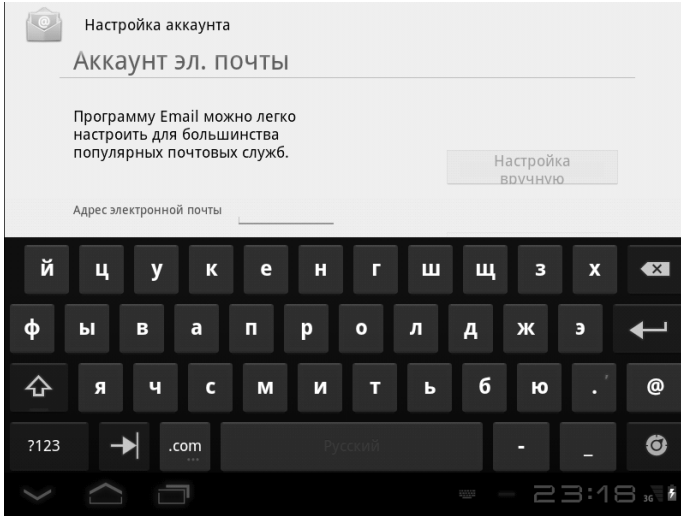 Настройка аккаунта
Аккаунт эл. почты
Программу Email можно легко
настроить для большинства
популярных почтовых служб.
Настройка
вручную
Адрес электронной почты
й ц у к е н г ш щ з х
ф ы в а п р о л д ж э
я ч с м и т ь б ю . ' @
?123 .com ... Русский - _
23:18 3G